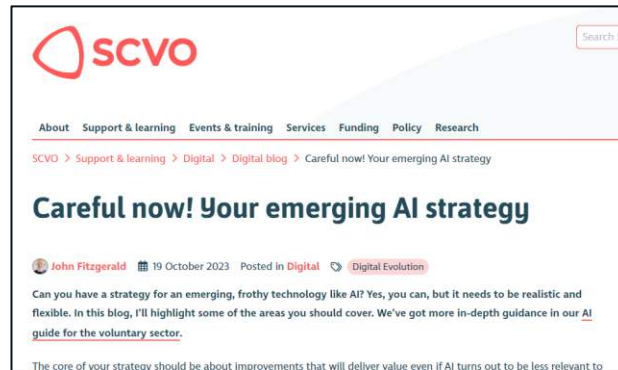 scvo
Search
About Support & learning Events & training Services Funding Policy Research
SCVO > Support & learning > Digital > Digital blog > Careful now! Your emerging AI strategy
Careful now! Your emerging AI strategy
John Fitzgerald 19 October 2023 Posted in Digital Digital Evolution
Can you have a strategy for an emerging, frothy technology like AI? Yes, you can, but it needs to be realistic and
flexible. In this blog, I'll highlight some of the areas you should cover. We've got more in-depth guidance in our AI
guide for the voluntary sector.
The core of your strategy should be about improvements that will deliver value even if AI turns out to be less relevant to